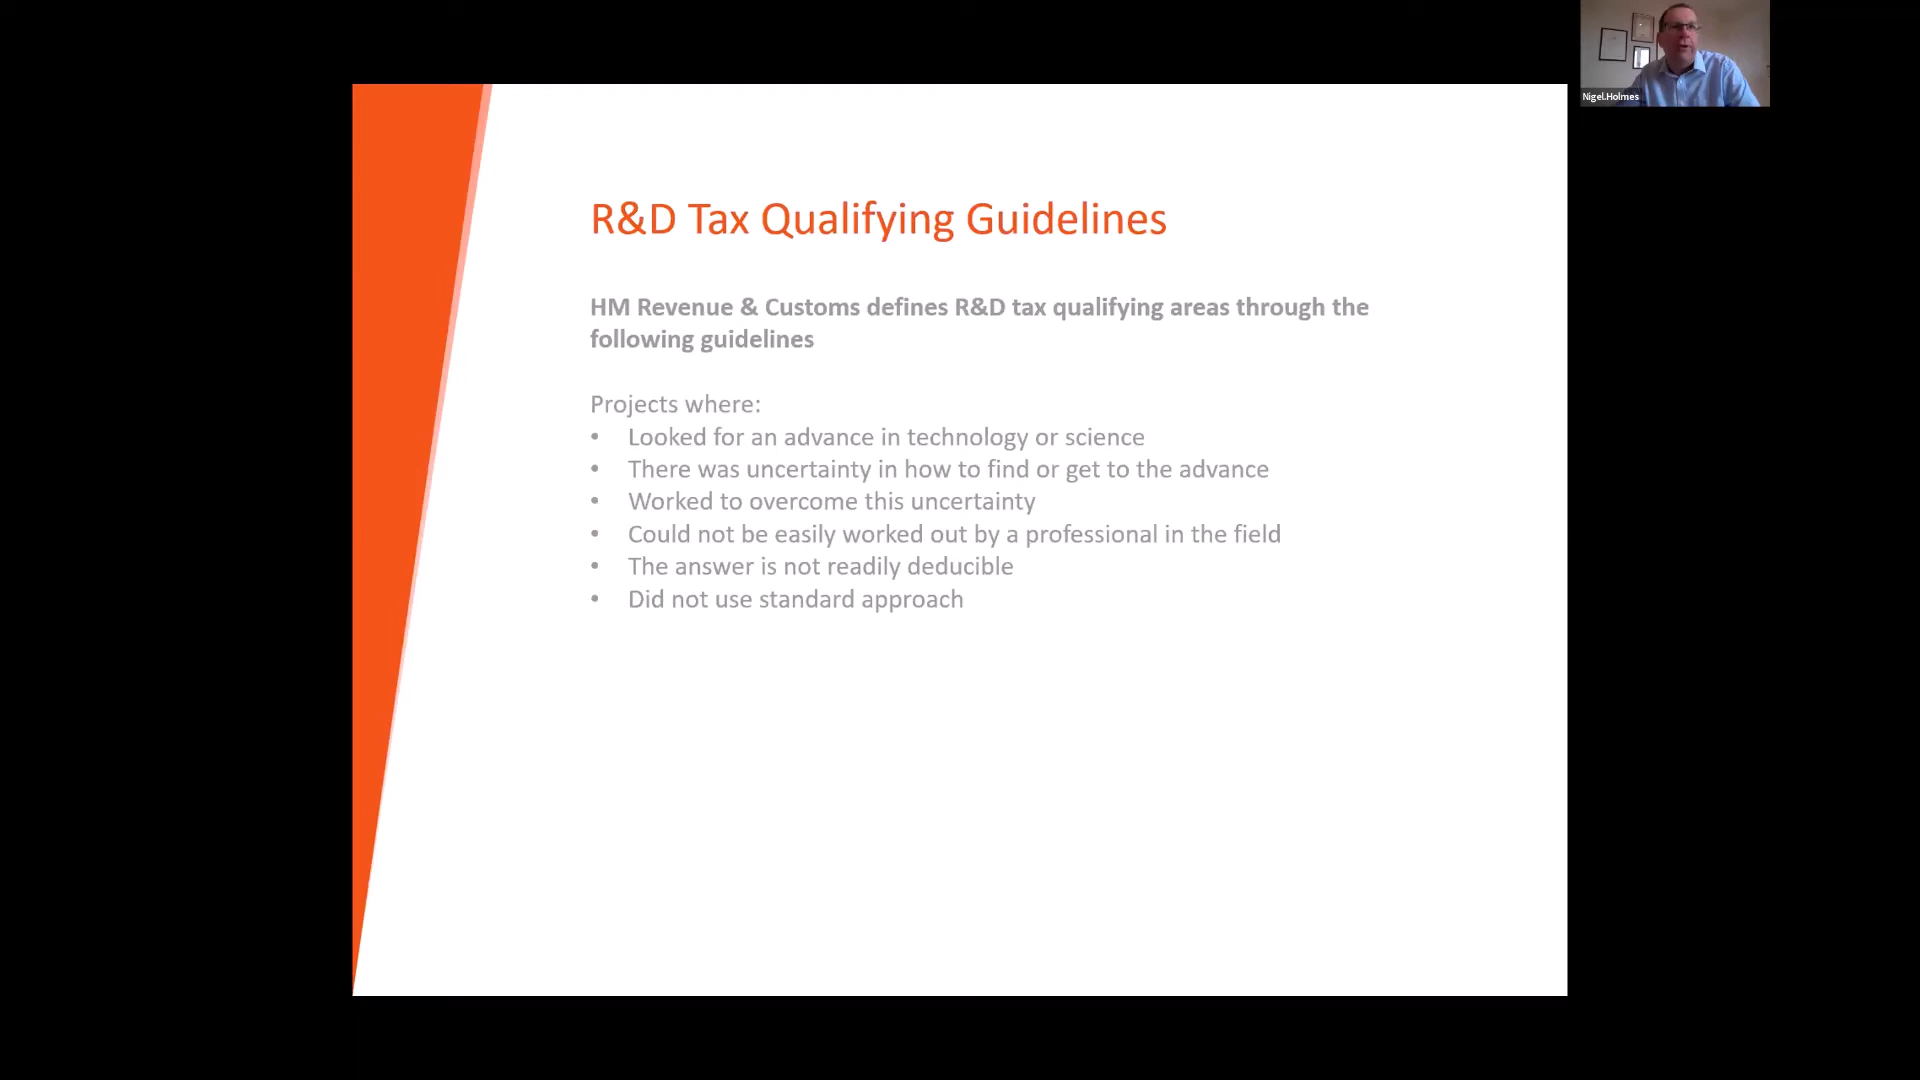 Nigel.Holmes
R&D Tax Qualifying Guidelines
HM Revenue & Customs defines R&D tax qualifying areas through the
following guidelines
Projects where:
• Looked for an advance in technology or science
• There was uncertainty in how to find or get to the advance
• Worked to overcome this uncertainty
• Could not be easily worked out by a professional in the field
• The answer is not readily deducible
• Did not use standard approach